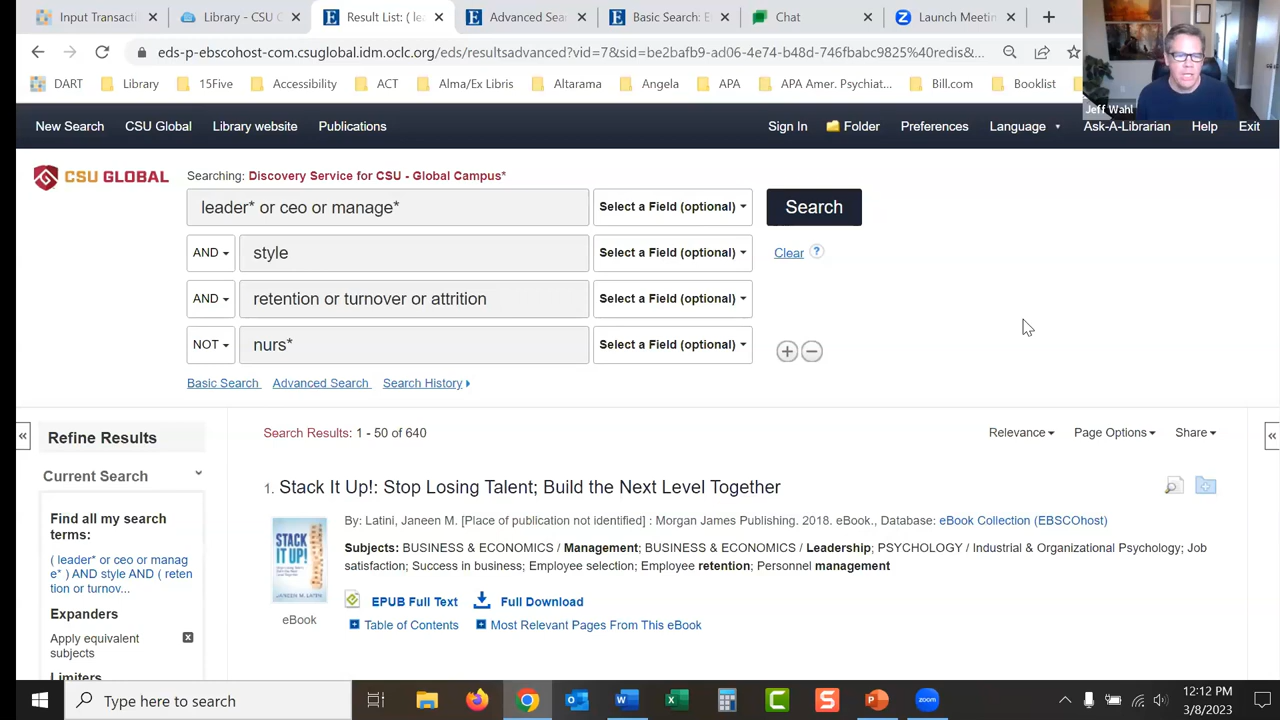 Input Transacti
Library - CSU C
Result List: ( le
Advanced Sear
Basic Search: E
Chat
Launch Meetin
eds-p-ebscohost-com.csuglobal.idm.oclc.org/eds/resultsadvanced?vid=7&sid=be2bafb9-ad06-4e74-b48d-746fbabc9825%40redis&...
DART Library 15Five Accessibility ACT Alma/ExLibris Altarama Angela APA APA Amer. Psychiat... Bill.com Booklist
Jeff Wahl
New Search CSU Global Library website Publications Sign In Folder Preferences Language Ask-A-Librarian Help Exit
CSU GLOBAL
Searching: Discovery Service for CSU - Global Campus*
leader* or ceo or manage* Select a Field (optional) Search
AND style Select a Field (optional) Clear ?
AND retention or turnover or attrition Select a Field (optional)
NOT nurs* Select a Field (optional)
Basic Search Advanced Search Search History
Refine Results
Current Search
Find all my search
terms:
( leader* or ceo or manag
e* ) AND style AND ( reten
tion or turnov...
Expanders
Apply equivalent
subjects
Limiters
Search Results: 1 - 50 of 640 Relevance Page Options Share
1. Stack It Up!: Stop Losing Talent; Build the Next Level Together
By: Latini, Janeen M. [Place of publication not identified] : Morgan James Publishing. 2018. eBook., Database: eBook Collection (EBSCOhost)
Subjects: BUSINESS & ECONOMICS / Management; BUSINESS & ECONOMICS / Leadership; PSYCHOLOGY / Industrial & Organizational Psychology; Job
satisfaction; Success in business; Employee selection; Employee retention; Personnel management
STACK
IT UP!
eBook
EPUB Full Text Full Download
Table of Contents Most Relevant Pages From This eBook
Type here to search
12:12 PM
3/8/2023